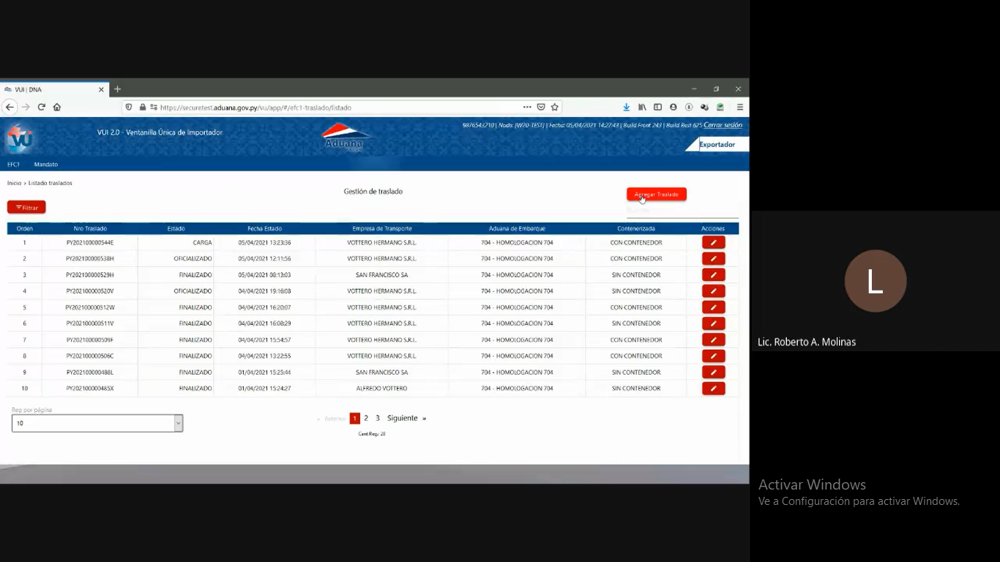 VUI | DNA
https://securetest.aduana.gov.py/vu/app/#/efc1-traslado/listado
VUI 2.0 - Ventanilla Única de Importador
Aduana
9876543210 | Nodo: [W20-TEST] | Fecha: 05/04/2021 14:27:43 | Build Front 243 | Build Rest 625 Cerrar sesión
VU
Exportador
EFC1 Mandato
Inicio > Listado traslados
Gestión de traslado
Agregar Traslado
Filtrar
Orden Nro Traslado Estado Fecha Estado Empresa de Transporte Aduana de Embarque Contenerizada Acciones
1 PY202100000544E CARGA 05/04/2021 13:23:36 VOTTERO HERMANO S.R.L. 704 - HOMOLOGACION 704 CON CONTENEDOR
2 PY202100000538H OFICIALIZADO 05/04/2021 12:11:56 VOTTERO HERMANO S.R.L. 704 - HOMOLOGACION 704 CON CONTENEDOR
3 PY202100000529H FINALIZADO 05/04/2021 08:13:03 SAN FRANCISCO SA 704 - HOMOLOGACION 704 SIN CONTENEDOR
4 PY202100000520V OFICIALIZADO 04/04/2021 19:16:08 VOTTERO HERMANO S.R.L. 704 - HOMOLOGACION 704 SIN CONTENEDOR
5 PY202100000512W FINALIZADO 04/04/2021 16:20:07 VOTTERO HERMANO S.R.L. 704 - HOMOLOGACION 704 CON CONTENEDOR
6 PY202100000511V FINALIZADO 04/04/2021 16:08:29 VOTTERO HERMANO S.R.L. 704 - HOMOLOGACION 704 SIN CONTENEDOR
7 PY202100000509F FINALIZADO 04/04/2021 15:54:57 VOTTERO HERMANO S.R.L. 704 - HOMOLOGACION 704 CON CONTENEDOR
8 PY202100000506C FINALIZADO 04/04/2021 13:22:55 VOTTERO HERMANO S.R.L. 704 - HOMOLOGACION 704 CON CONTENEDOR
9 PY202100000488L FINALIZADO 01/04/2021 15:25:44 SAN FRANCISCO SA 704 - HOMOLOGACION 704 SIN CONTENEDOR
10 PY202100000485X FINALIZADO 01/04/2021 15:24:27 ALFREDO VOTTERO 704 - HOMOLOGACION 704 SIN CONTENEDOR
Reg por página
10
« Anterior 1 2 3 Siguiente »
Cant Reg.: 28
L
Lic. Roberto A. Molinas
Activar Windows
Ve a Configuración para activar Windows.